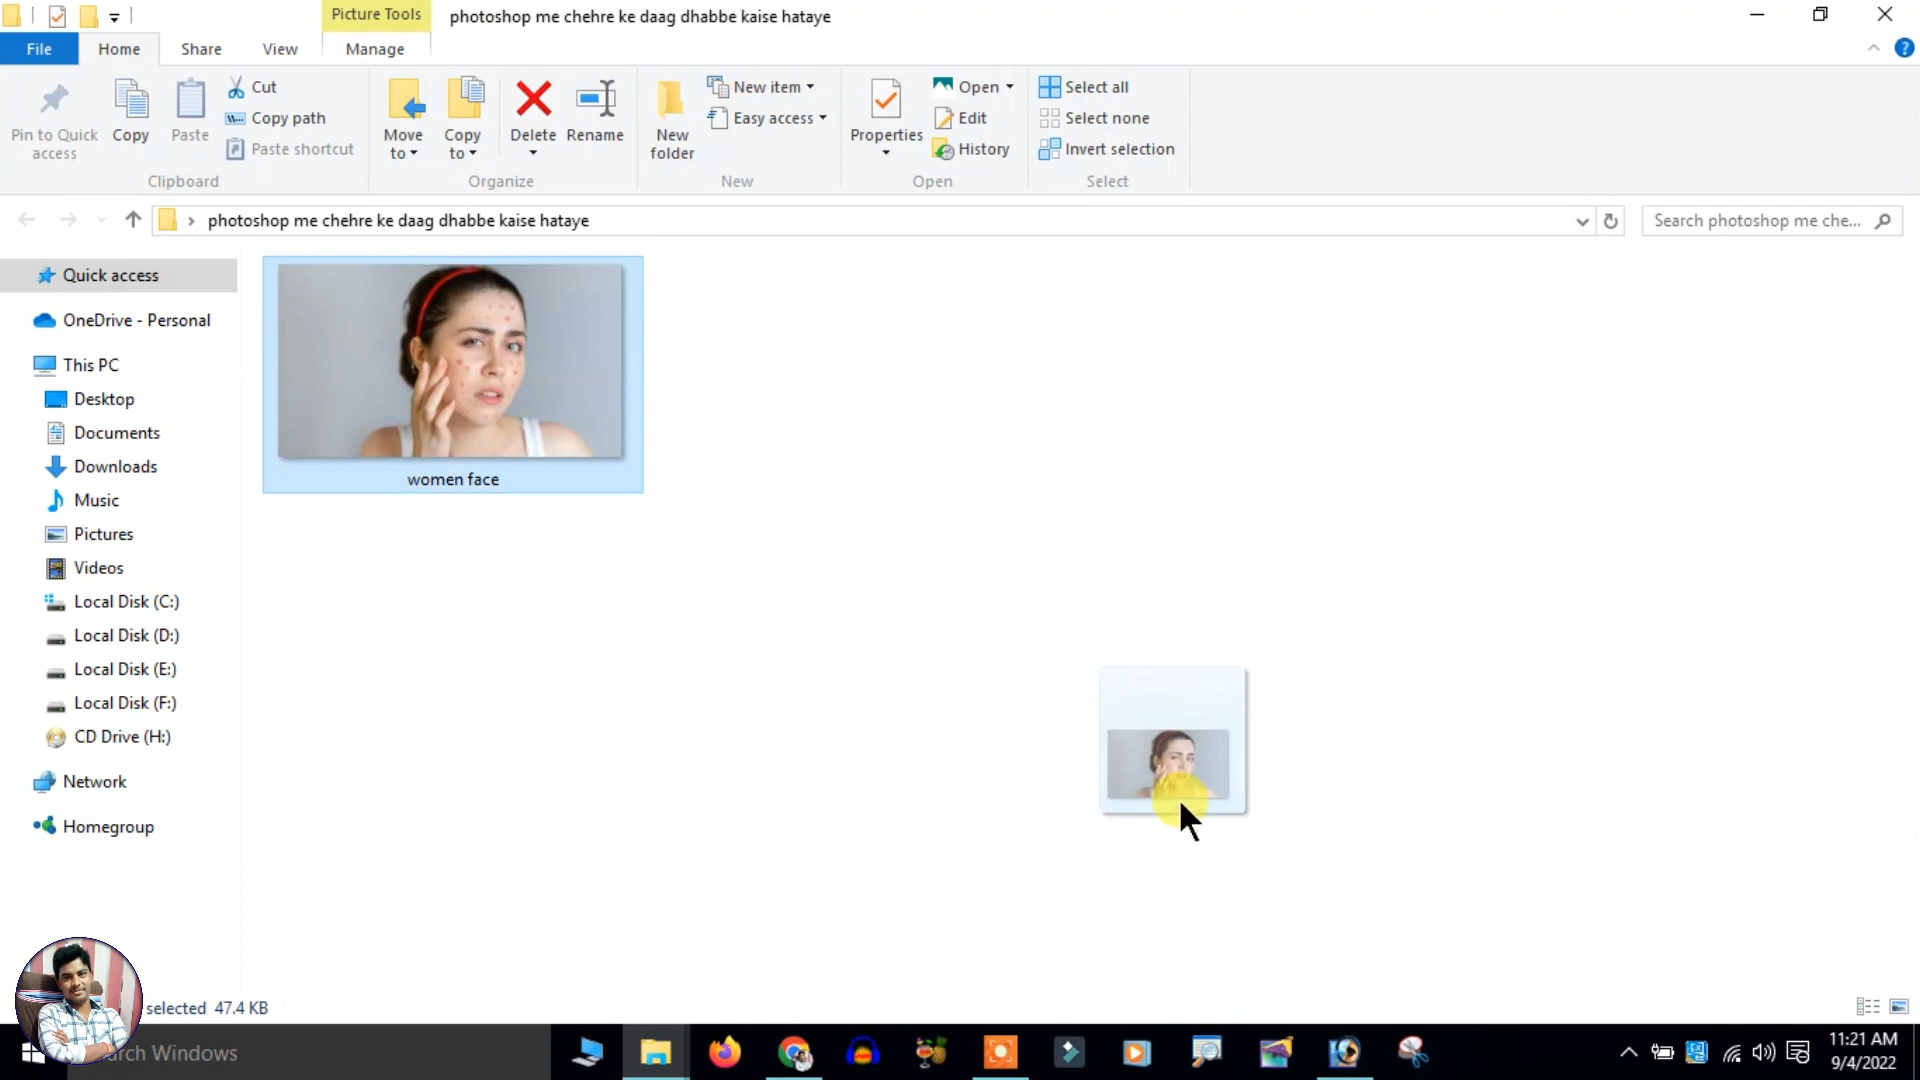 Picture Tools
photoshop me chehre ke daag dhabbe kaise hataye
File
Home
Share
View
Manage
Pin to Quick access
Copy
Paste
Cut
Copy path
Paste shortcut
Clipboard
Move to
Copy to
Delete
Rename
Organize
New folder
New item
Easy access
New
Properties
Open
Edit
History
Open
Select all
Select none
Invert selection
Select
photoshop me chehre ke daag dhabbe kaise hataye
Search photoshop me che...
Quick access
OneDrive - Personal
This PC
Desktop
Documents
Downloads
Music
Pictures
Videos
Local Disk (C:)
Local Disk (D:)
Local Disk (E:)
Local Disk (F:)
CD Drive (H:)
Network
Homegroup
women face
selected 47.4 KB
rch Windows
11:21 AM
9/4/2022